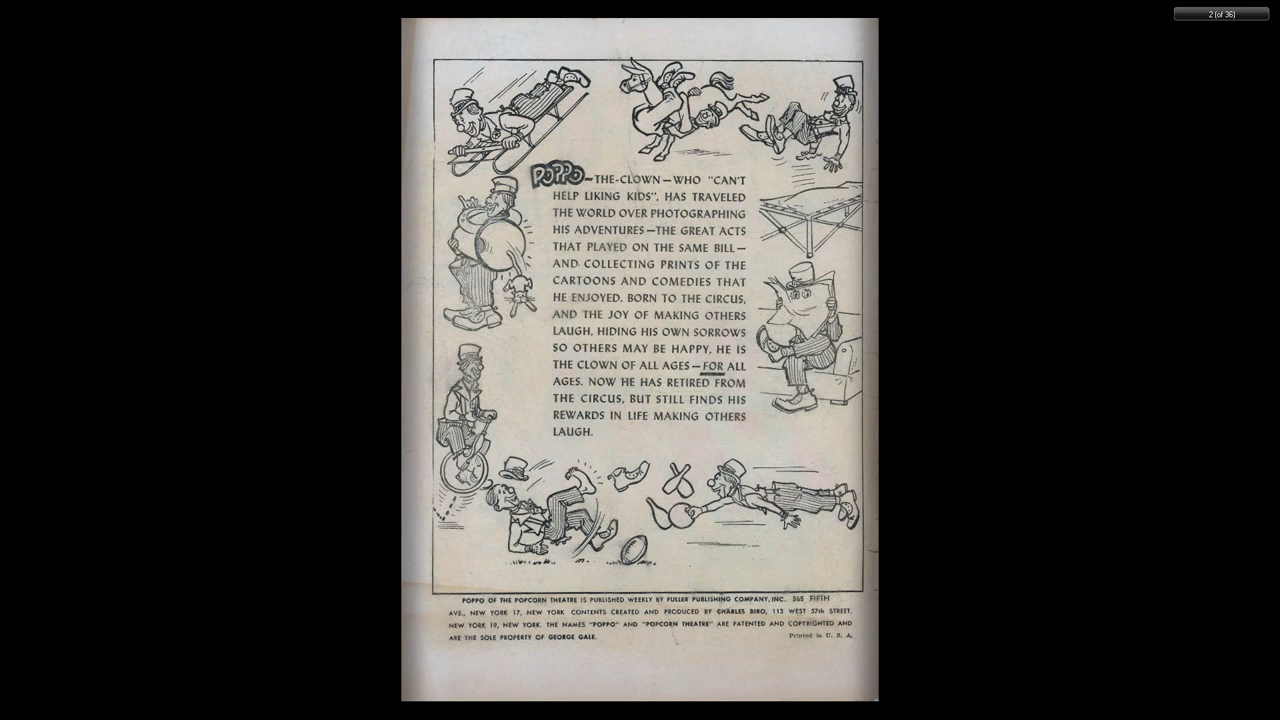 2 (of 36)
POPPO—THE-CLOWN—WHO "CAN'T
HELP LIKING KIDS", HAS TRAVELED
THE WORLD OVER PHOTOGRAPHING
HIS ADVENTURES—THE GREAT ACTS
THAT PLAYED ON THE SAME BILL—
AND COLLECTING PRINTS OF THE
CARTOONS AND COMEDIES THAT
HE ENJOYED. BORN TO THE CIRCUS,
AND THE JOY OF MAKING OTHERS
LAUGH, HIDING HIS OWN SORROWS
SO OTHERS MAY BE HAPPY, HE IS
THE CLOWN OF ALL AGES—FOR ALL
AGES. NOW HE HAS RETIRED FROM
THE CIRCUS, BUT STILL FINDS HIS
REWARDS IN LIFE MAKING OTHERS
LAUGH.
POPPO OF THE POPCORN THEATRE IS PUBLISHED WEEKLY BY FULLER PUBLISHING COMPANY, INC. 545 FIFTH
AVE., NEW YORK 17, NEW YORK CONTENTS CREATED AND PRODUCED BY CHARLES BIRO, 113 WEST 57th STREET,
NEW YORK 19, NEW YORK. THE NAMES "POPPO" AND "POPCORN THEATRE" ARE PATENTED AND COPYRIGHTED AND
ARE THE SOLE PROPERTY OF GEORGE GALE.
Printed in U. S. A.